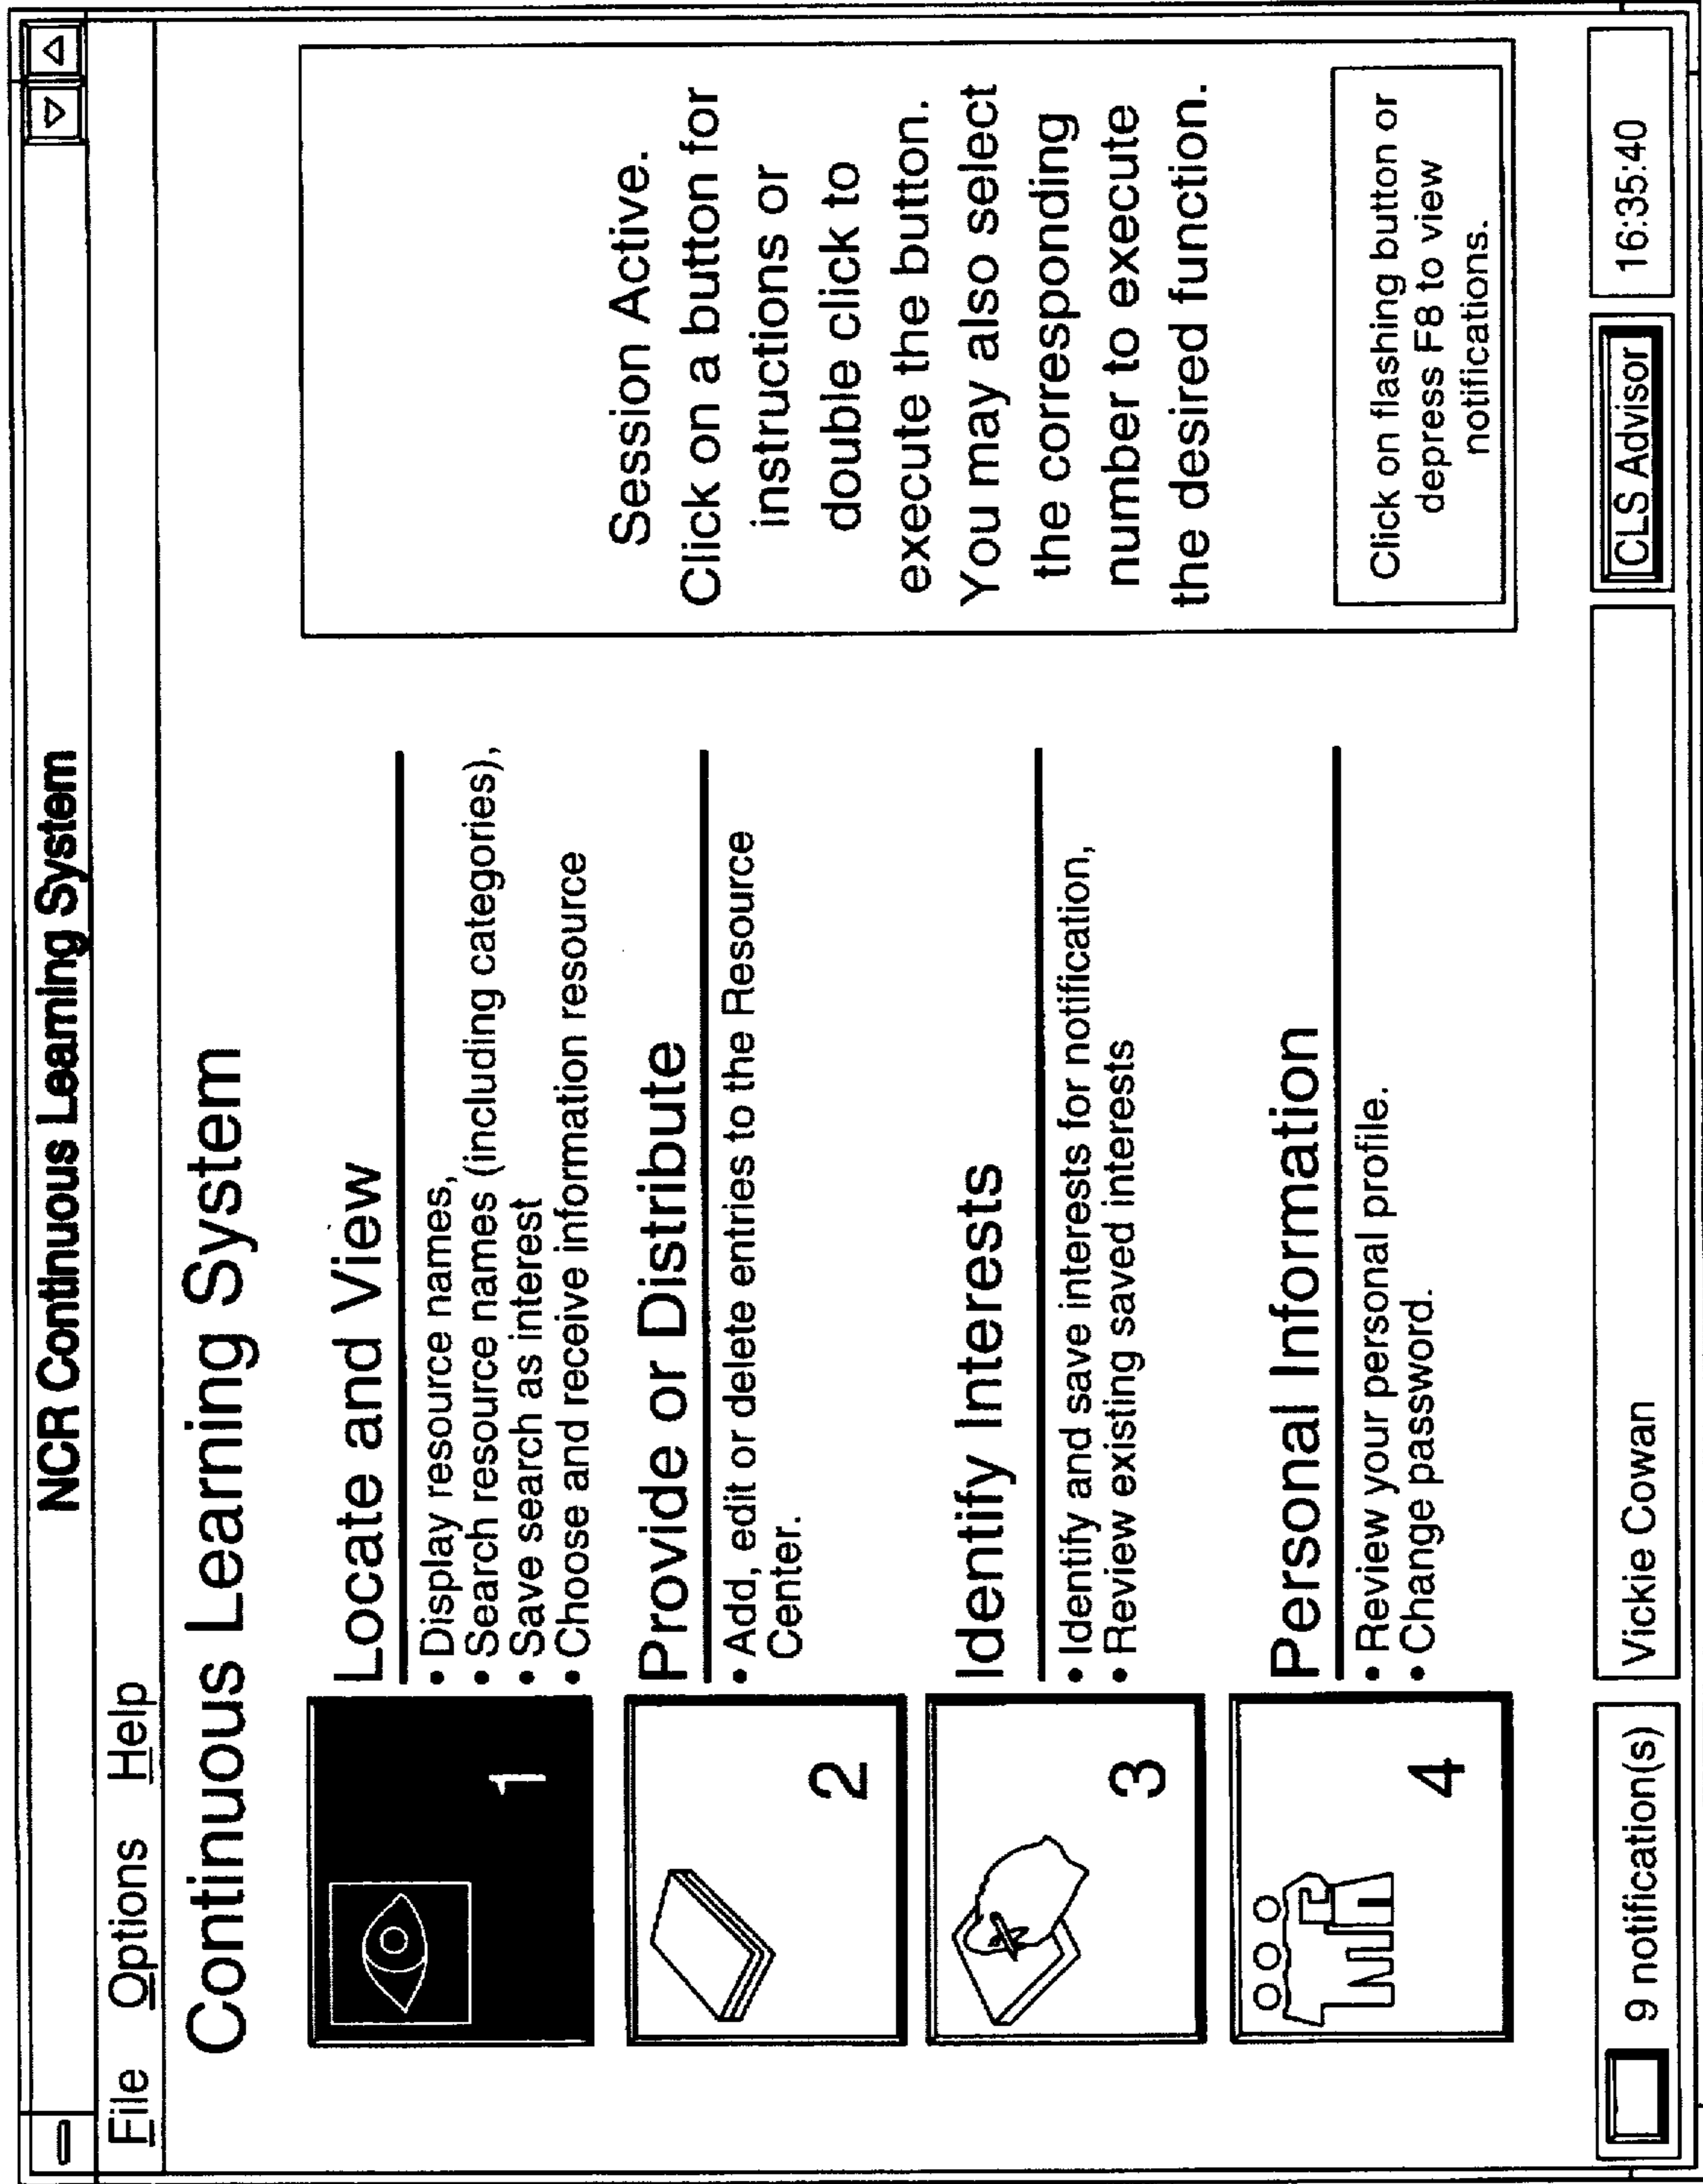 NCR Continuous Learning System
File Options Help
Continuous Learning System
1
Locate and View
• Display resource names,
• Search resource names (including categories),
• Save search as interest
• Choose and receive information resource
2
Provide or Distribute
• Add, edit or delete entries to the Resource
Center.
3
Identify Interests
• Identify and save interests for notification,
• Review existing saved interests
4
Personal Information
• Review your personal profile.
• Change password.
Session Active.
Click on a button for
instructions or
double click to
execute the button.
You may also select
the corresponding
number to execute
the desired function.
Click on flashing button or
depress F8 to view
notifications.
9 notification(s)
Vickie Cowan
CLS Advisor
16:35:40